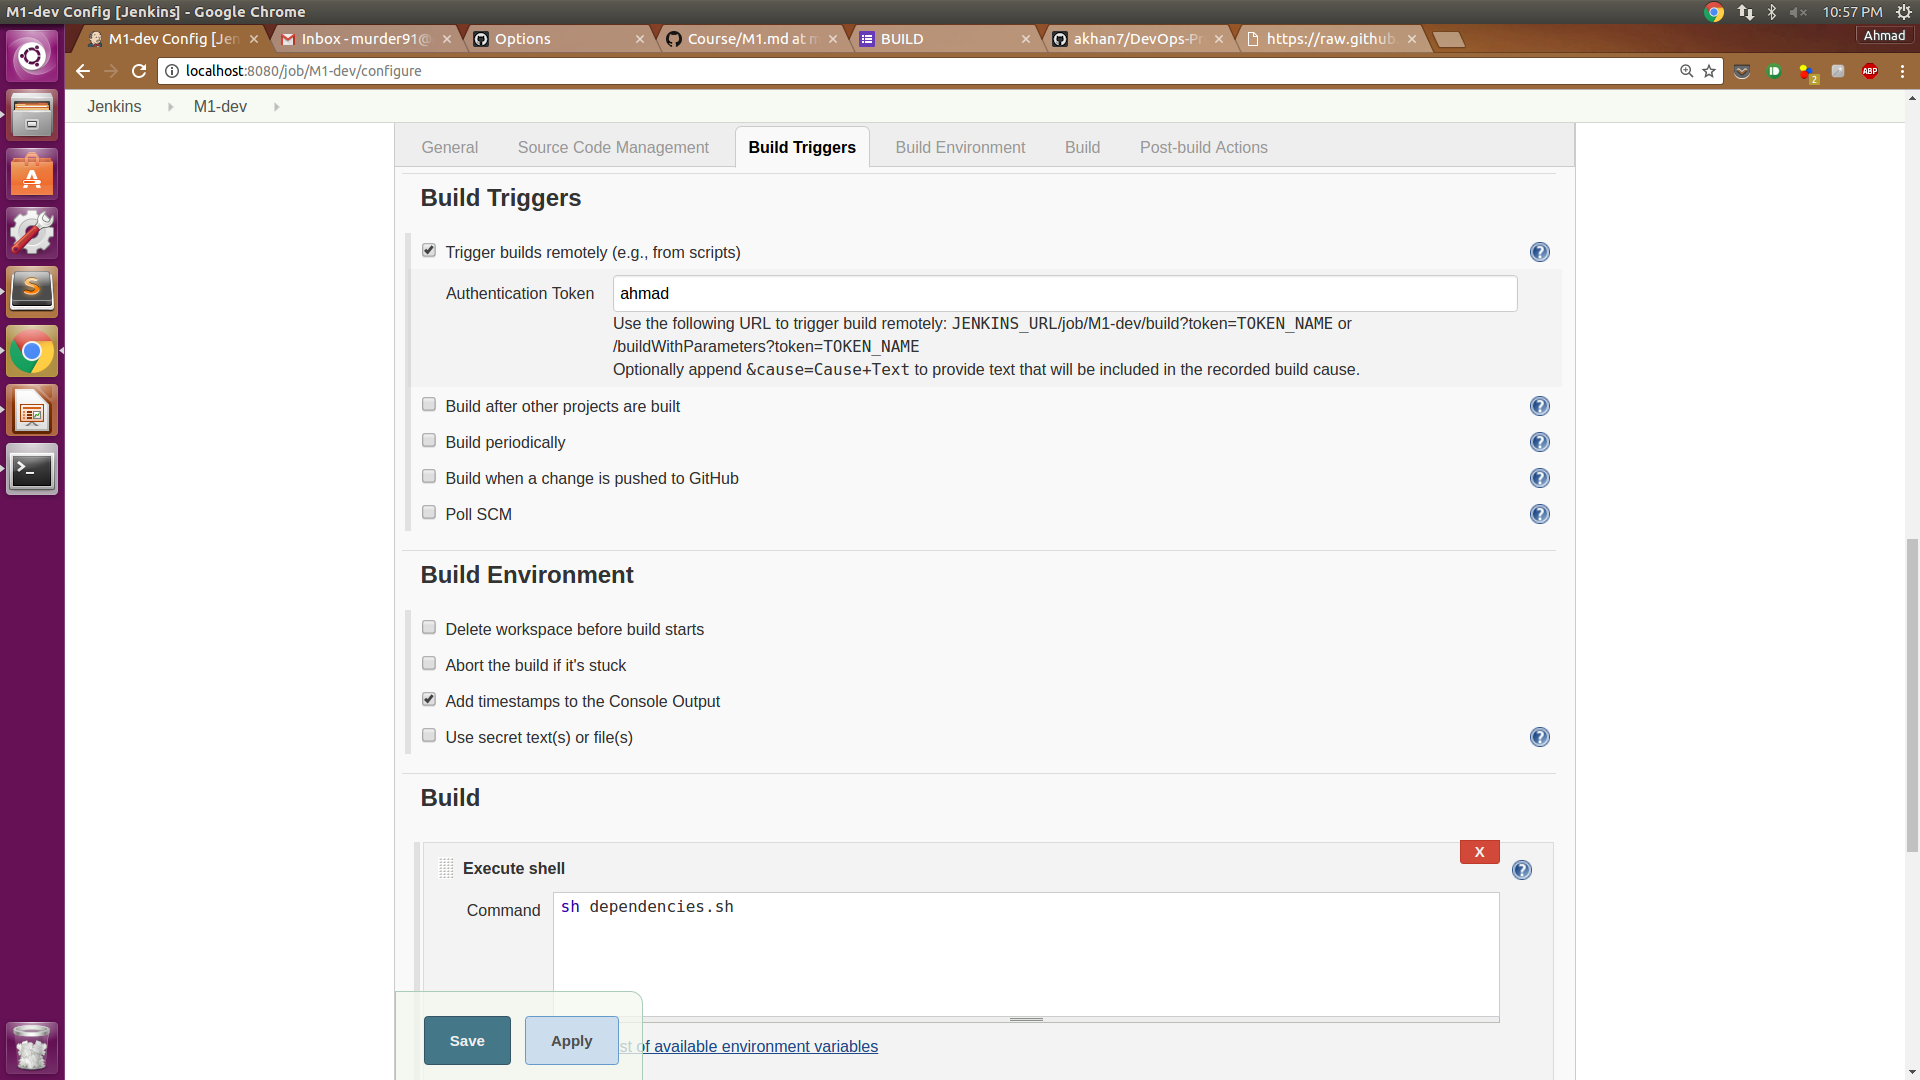 M1-dev Config [Jenkins] - Google Chrome
10:57 PM
M1-dev Config [Jen
Inbox - murder91@
Options
Course/M1.md at m
BUILD
akhan7/DevOps-Pr
https://raw.github
Ahmad
localhost:8080/job/M1-dev/configure
2
ABP
Jenkins
M1-dev
General
Source Code Management
Build Triggers
Build Environment
Build
Post-build Actions
Build Triggers
Trigger builds remotely (e.g., from scripts)
Authentication Token
ahmad
Use the following URL to trigger build remotely: JENKINS_URL/job/M1-dev/build?token=TOKEN_NAME or
/buildWithParameters?token=TOKEN_NAME
Optionally append &cause=Cause+Text to provide text that will be included in the recorded build cause.
Build after other projects are built
Build periodically
Build when a change is pushed to GitHub
Poll SCM
Build Environment
Delete workspace before build starts
Abort the build if it's stuck
Add timestamps to the Console Output
Use secret text(s) or file(s)
Build
X
Execute shell
Command
sh dependencies.sh
Save
Apply
st of available environment variables